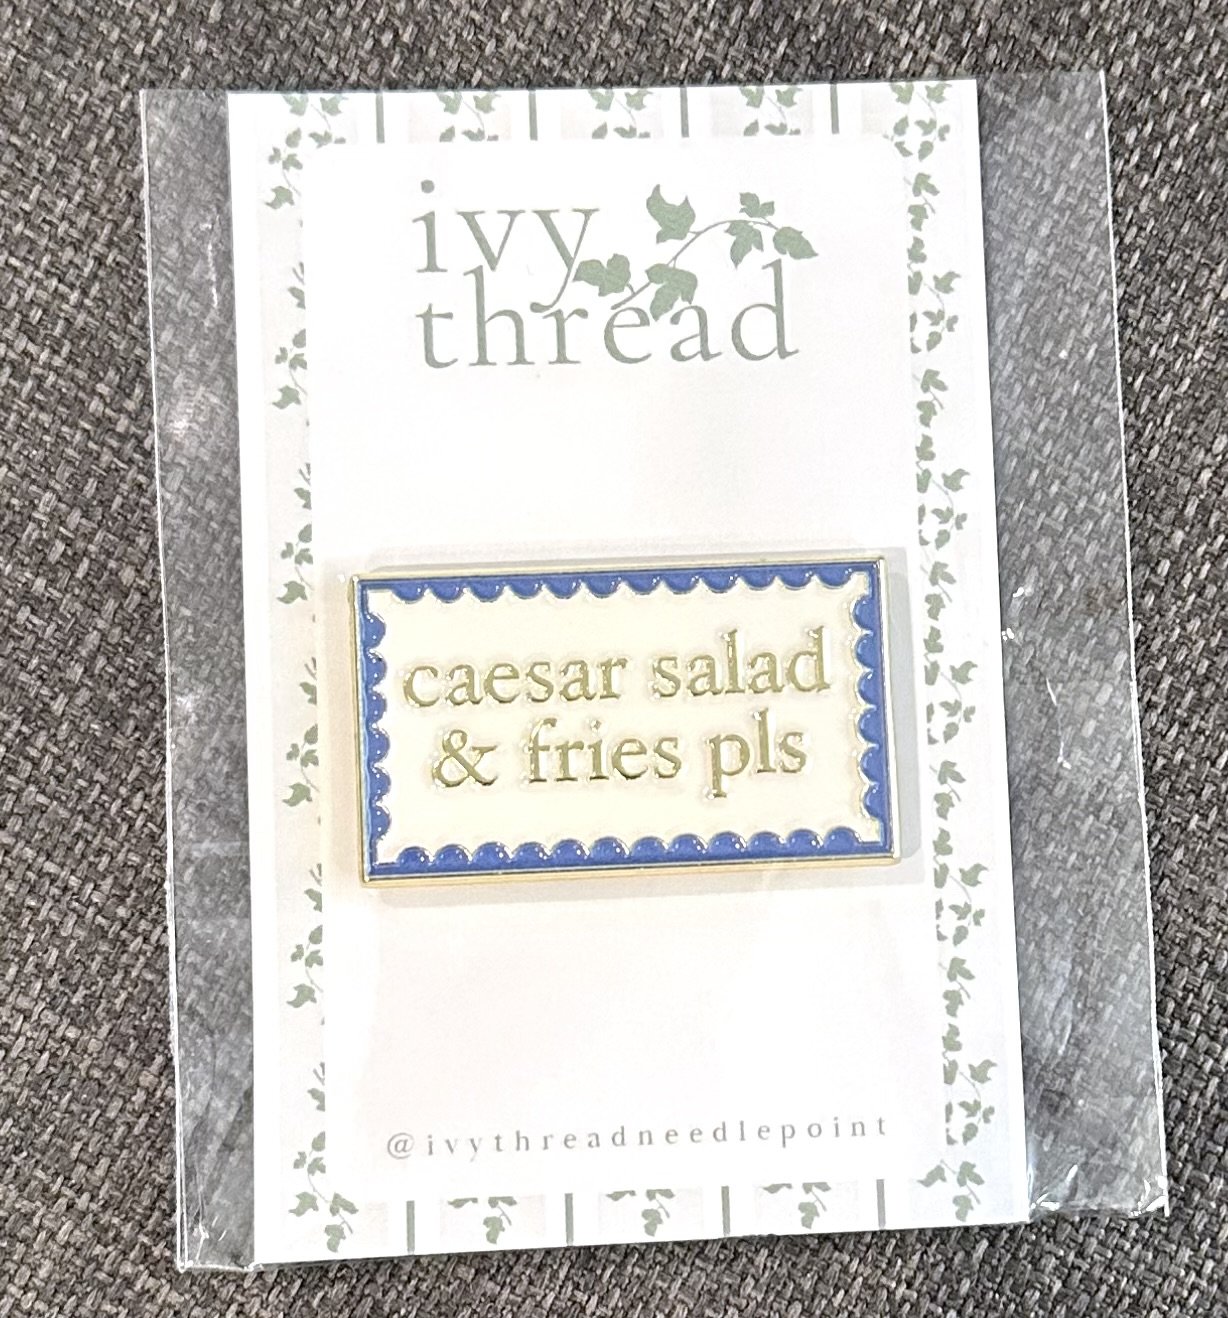 ivy
thread
caesar salad
& fries pls
@ivythreadneedlepoint